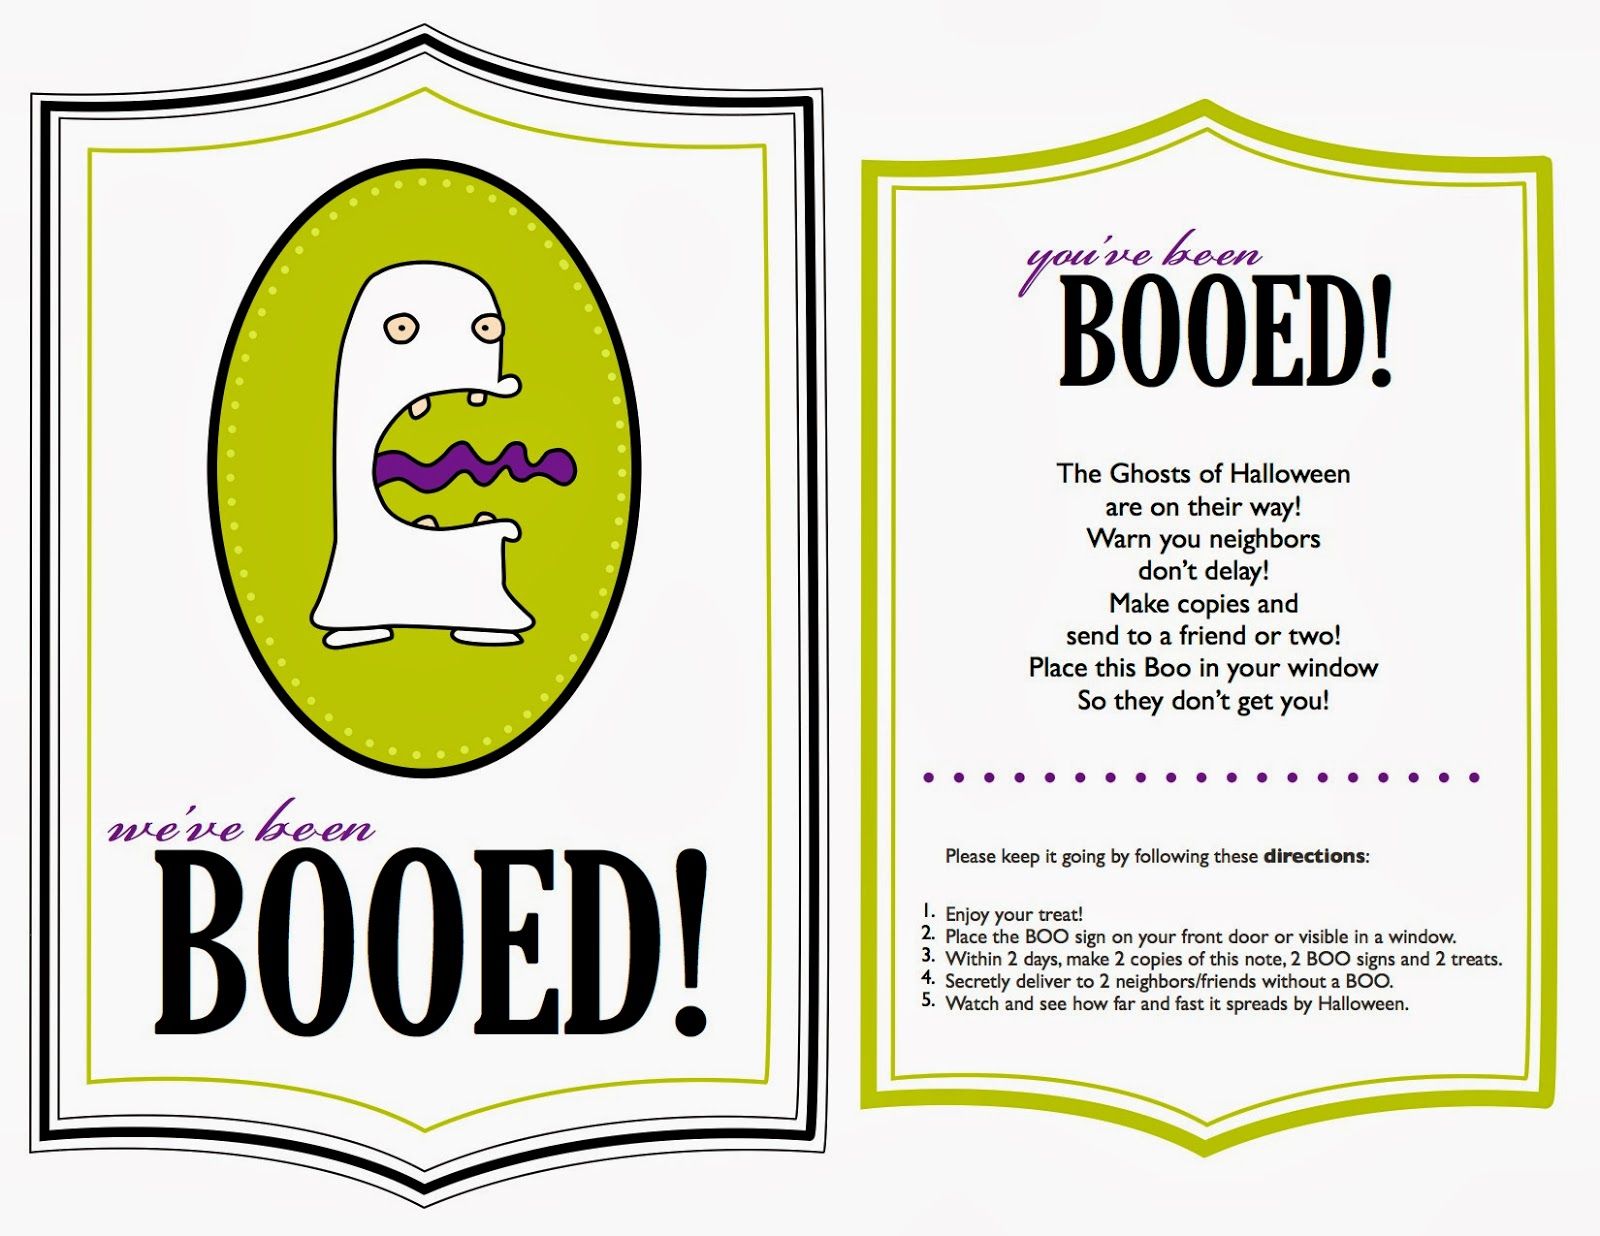 we've been
BOOED!
you've been
BOOED!
The Ghosts of Halloween
are on their way!
Warn you neighbors
don't delay!
Make copies and
send to a friend or two!
Place this Boo in your window
So they don't get you!
Please keep it going by following these directions:
1. Enjoy your treat!
2. Place the BOO sign on your front door or visible in a window.
3. Within 2 days, make 2 copies of this note, 2 BOO signs and 2 treats.
4. Secretly deliver to 2 neighbors/friends without a BOO.
5. Watch and see how far and fast it spreads by Halloween.